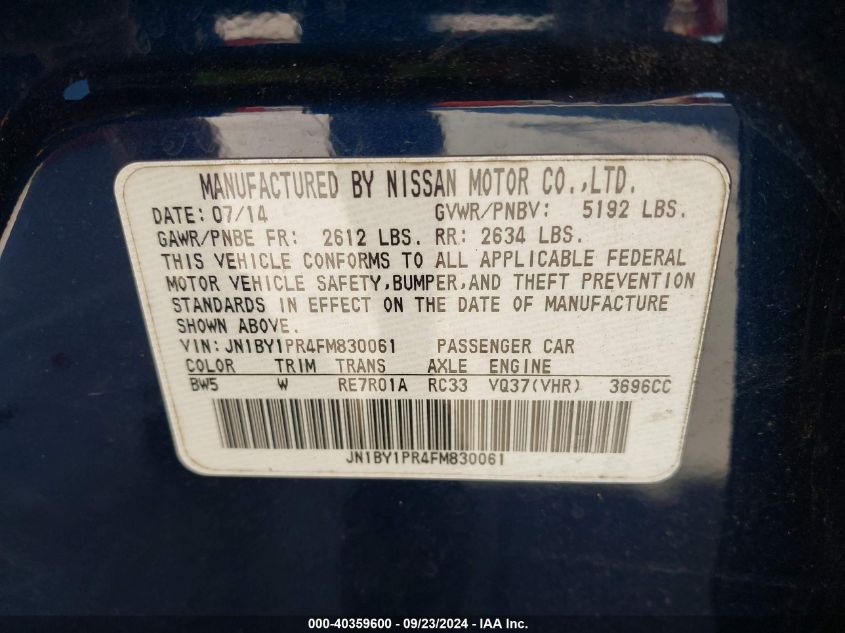 MANUFACTURED BY NISSAN MOTOR CO.,LTD.
DATE: 07/14 GVWR/PNBV: 5192 LBS.
GAWR/PNBE FR: 2612 LBS. RR: 2634 LBS.
THIS VEHICLE CONFORMS TO ALL APPLICABLE FEDERAL
MOTOR VEHICLE SAFETY,BUMPER,AND THEFT PREVENTION
STANDARDS IN EFFECT ON THE DATE OF MANUFACTURE
SHOWN ABOVE.
VIN: JN1BY1PR4FM830061 PASSENGER CAR
COLOR TRIM TRANS AXLE ENGINE
BW5 W RE7R01A RC33 VQ37(VHR) 3696CC
JN1BY1PR4FM830061
000-40359600 - 09/23/2024 - IAA Inc.